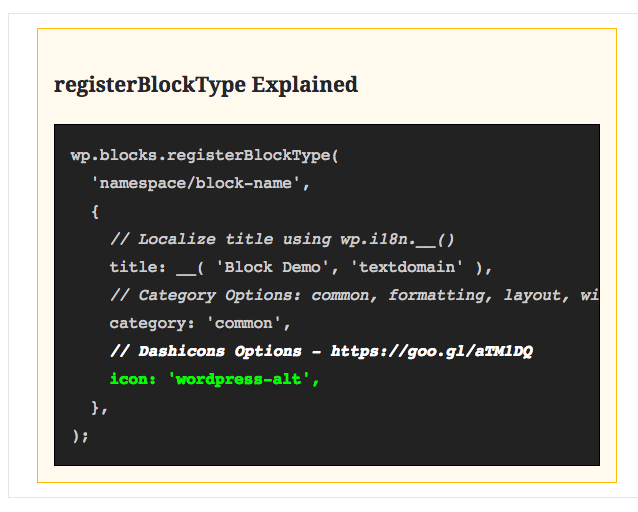 registerBlockType Explained
wp.blocks.registerBlockType(
  'namespace/block-name',
  {
    // Localize title using wp.i18n.__()
    title: __( 'Block Demo', 'textdomain' ),
    // Category Options: common, formatting, layout, wi
    category: 'common',
    // Dashicons Options – https://goo.gl/aTM1DQ
    icon: 'wordpress-alt',
  },
);